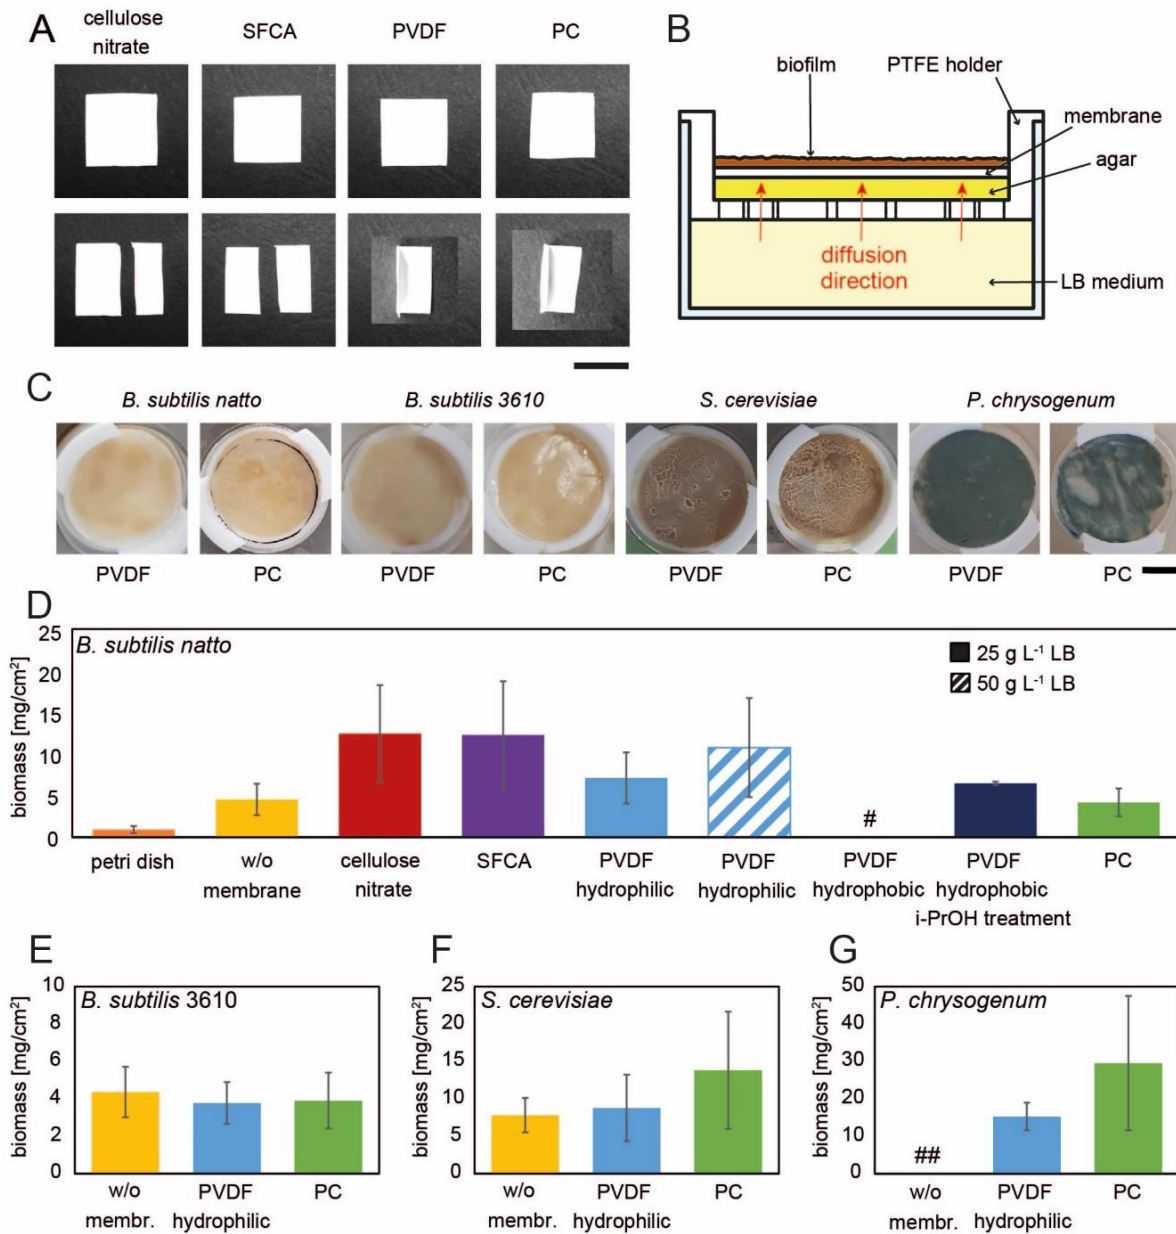 A
cellulose
nitrate
SFCA
PVDF
PC
B
biofilm
PTFE holder
membrane
agar
diffusion
direction
LB medium
C
B. subtilis natto
B. subtilis 3610
S. cerevisiae
P. chrysogenum
PVDF
PC
PVDF
PC
PVDF
PC
PVDF
PC
D
B. subtilis natto
25 g L⁻¹ LB
50 g L⁻¹ LB
biomass [mg/cm²]
25
20
15
10
5
0
#
petri dish
w/o
membrane
cellulose
nitrate
SFCA
PVDF
hydrophilic
PVDF
hydrophilic
PVDF
hydrophobic
PVDF
hydrophobic
i-PrOH treatment
PC
E
B. subtilis 3610
biomass [mg/cm²]
10
8
6
4
2
0
w/o
membr.
PVDF
hydrophilic
PC
F
S. cerevisiae
biomass [mg/cm²]
25
20
15
10
5
0
w/o
membr.
PVDF
hydrophilic
PC
G
P. chrysogenum
biomass [mg/cm²]
50
40
30
20
10
0
##
w/o
membr.
PVDF
hydrophilic
PC